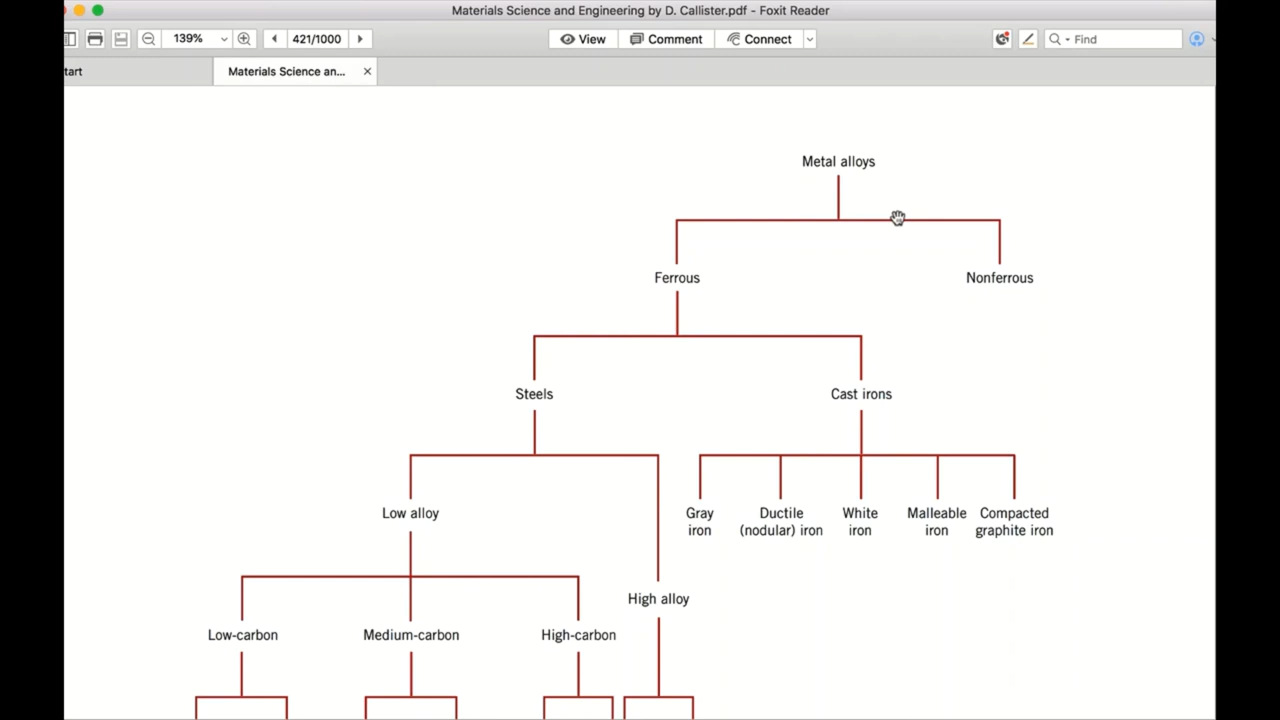 Materials Science and Engineering by D. Callister.pdf - Foxit Reader
139%
421/1000
View
Comment
Connect
Find
tart
Materials Science an...
Metal alloys
Ferrous
Nonferrous
Steels
Cast irons
Low alloy
Gray
iron
Ductile
(nodular) iron
White
iron
Malleable
iron
Compacted
graphite iron
High alloy
Low-carbon
Medium-carbon
High-carbon